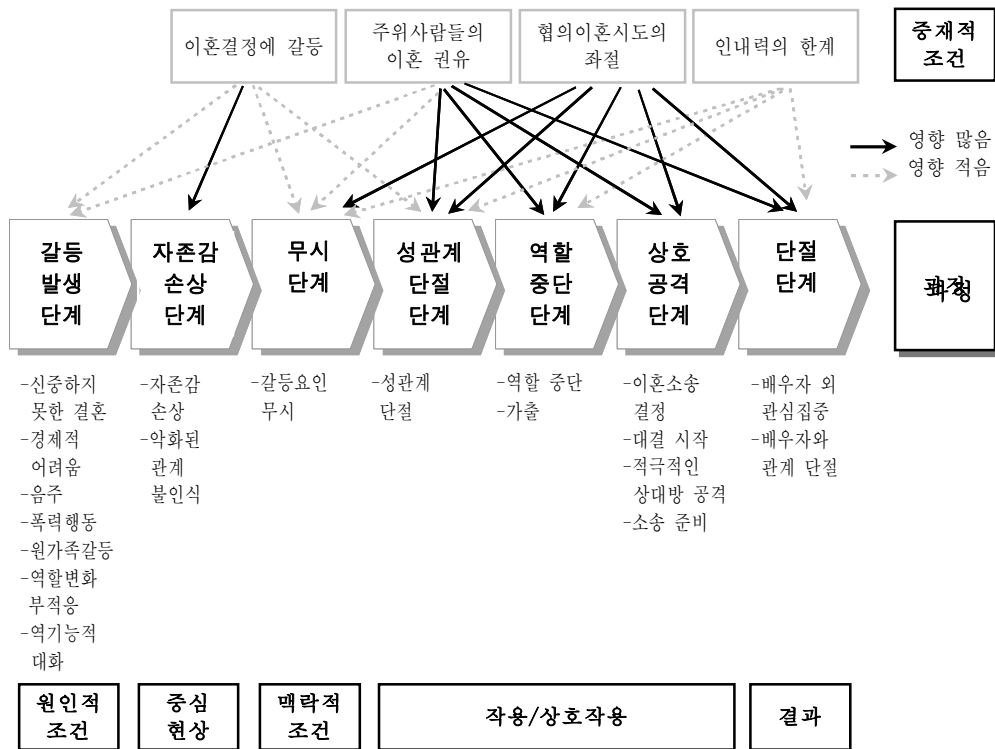 이혼결정에 갈등
주위사람들의
이혼 권유
협의이혼시도의
좌절
인내력의 한계
중재적
조건
영향 많음
영향 적음
갈등
발생
단계
자존감
손상
단계
무시
단계
성관계
단절
단계
역할
중단
단계
상호
공격
단계
단절
단계
과정
-신중하지
못한 결혼
-경제적
어려움
-음주
-폭력행동
-원가족갈등
-역할변화
부적응
-역기능적
대화
-자존감
손상
-악화된
관계
불인식
-갈등요인
무시
-성관계
단절
-역할 중단
-가출
-이혼소송
결정
-대결 시작
-적극적인
상대방 공격
-소송 준비
-배우자 외
관심집중
-배우자와
관계 단절
원인적
조건
중심
현상
맥락적
조건
작용/상호작용
결과